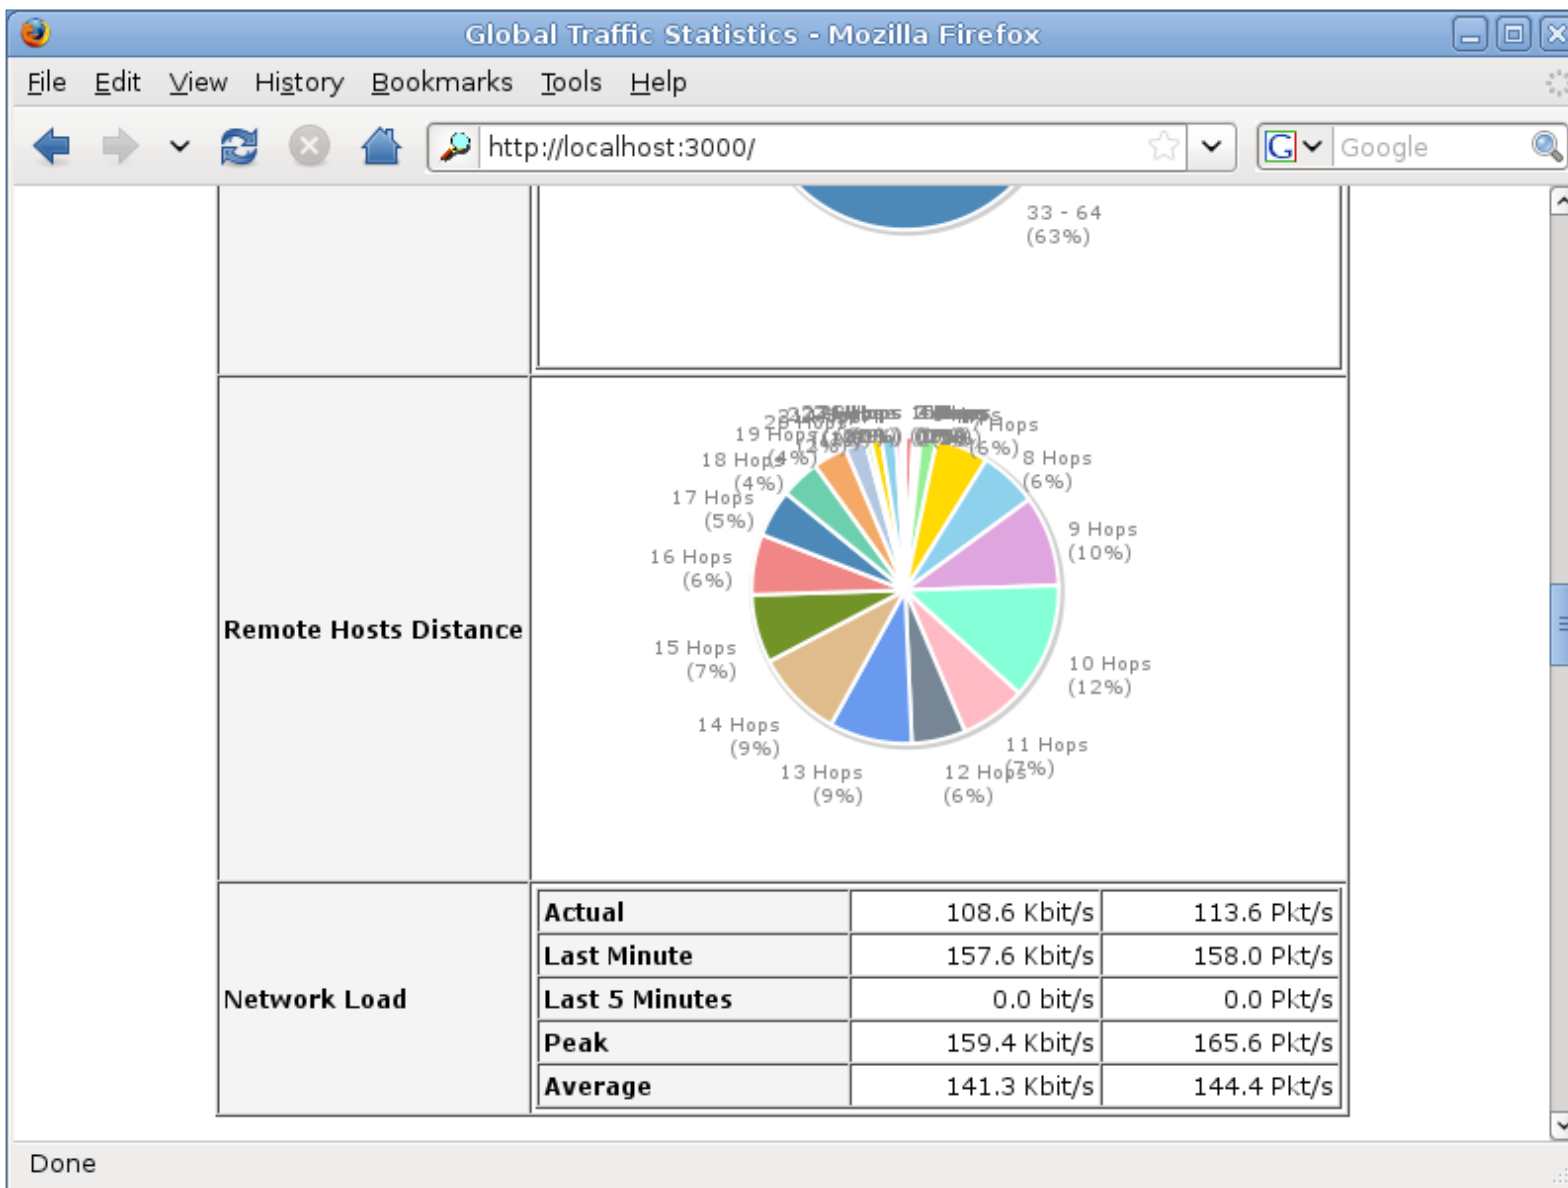 Global Traffic Statistics - Mozilla Firefox
File Edit View History Bookmarks Tools Help
http://localhost:3000/
Google
33 - 64
(63%)
Remote Hosts Distance
7 Hops
(6%)
8 Hops
(6%)
9 Hops
(10%)
10 Hops
(12%)
11 Hops
(7%)
12 Hops
(6%)
13 Hops
(9%)
14 Hops
(9%)
15 Hops
(7%)
16 Hops
(6%)
17 Hops
(5%)
18 Hops
(4%)
19 Hops
(4%)
Network Load
Actual 108.6 Kbit/s 113.6 Pkt/s
Last Minute 157.6 Kbit/s 158.0 Pkt/s
Last 5 Minutes 0.0 bit/s 0.0 Pkt/s
Peak 159.4 Kbit/s 165.6 Pkt/s
Average 141.3 Kbit/s 144.4 Pkt/s
Done